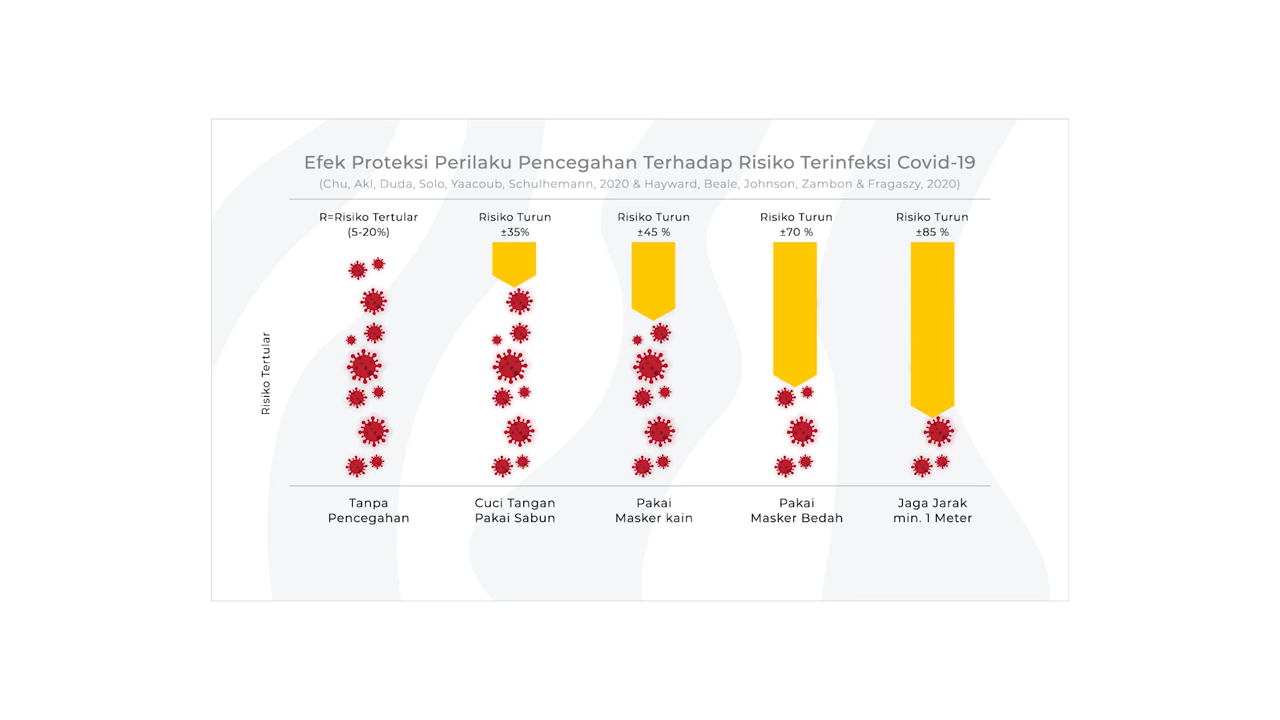 Efek Proteksi Perilaku Pencegahan Terhadap Risiko Terinfeksi Covid-19
(Chu, Akl, Duda, Solo, Yaacoub, Schulhemann, 2020 & Hayward, Beale, Johnson, Zambon & Fragaszy, 2020)
R=Risiko Tertular
(5-20%)
Risiko Turun
±35%
Risiko Turun
±45 %
Risiko Turun
±70 %
Risiko Turun
±85 %
Risiko Tertular
Tanpa
Pencegahan
Cuci Tangan
Pakai Sabun
Pakai
Masker kain
Pakai
Masker Bedah
Jaga Jarak
min. 1 Meter